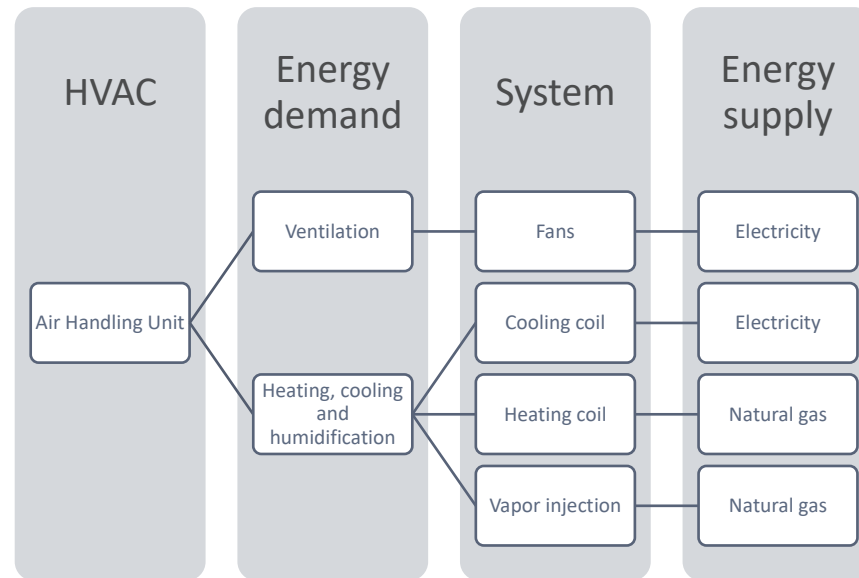 HVAC
Energy
demand
System
Energy
supply
Ventilation
Fans
Electricity
Air Handling Unit
Cooling coil
Electricity
Heating, cooling
and
humidification
Heating coil
Natural gas
Vapor injection
Natural gas